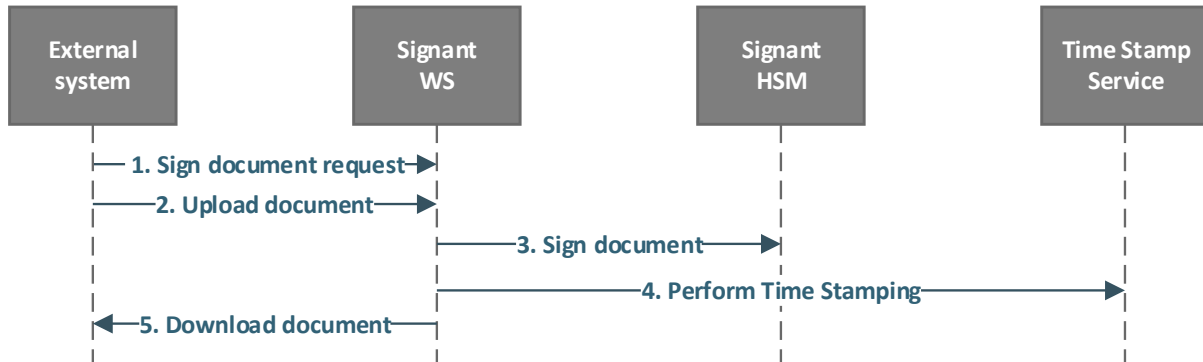 External
system
Signant
WS
Signant
HSM
Time Stamp
Service
1. Sign document request
2. Upload document
3. Sign document
4. Perform Time Stamping
5. Download document